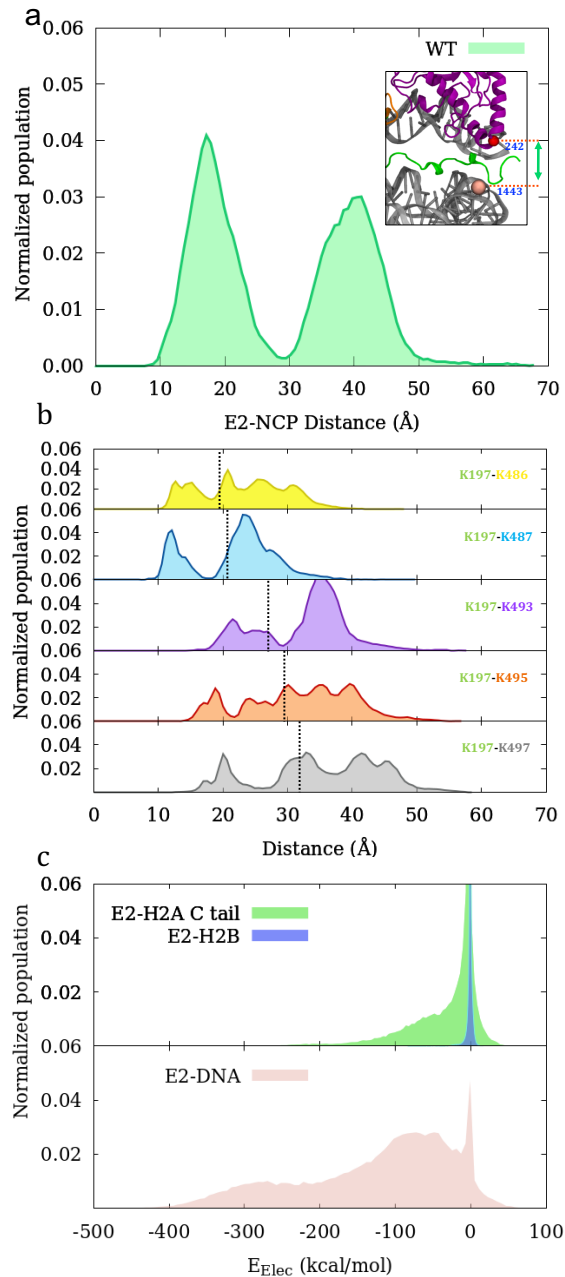 a
0.06
0.05
0.04
0.03
0.02
0.01
0.00
Normalized population
WT
242
1443
0 10 20 30 40 50 60 70
E2-NCP Distance (Å)
b
Normalized population
0.06
0.04
0.02
K197-K486
0.06
0.04
0.02
K197-K487
0.06
0.04
0.02
K197-K493
0.06
0.04
0.02
K197-K495
0.06
0.04
0.02
K197-K497
0 10 20 30 40 50 60 70
Distance (Å)
c
Normalized population
0.06
0.04
0.02
E2-H2A C tail
E2-H2B
0.06
0.04
0.02
E2-DNA
-500 -400 -300 -200 -100 0 100
EElec (kcal/mol)